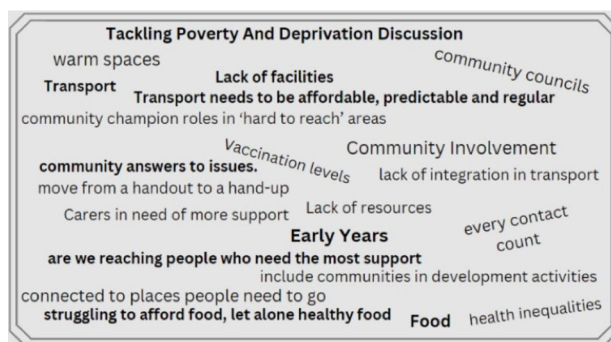 Tackling Poverty And Deprivation Discussion
warm spaces
community councils
Transport
Lack of facilities
Transport needs to be affordable, predictable and regular
community champion roles in ‘hard to reach’ areas
Vaccination levels
Community Involvement
community answers to issues.
lack of integration in transport
move from a handout to a hand-up
Carers in need of more support
Lack of resources
every contact
count
Early Years
are we reaching people who need the most support
include communities in development activities
connected to places people need to go
struggling to afford food, let alone healthy food
Food
health inequalities